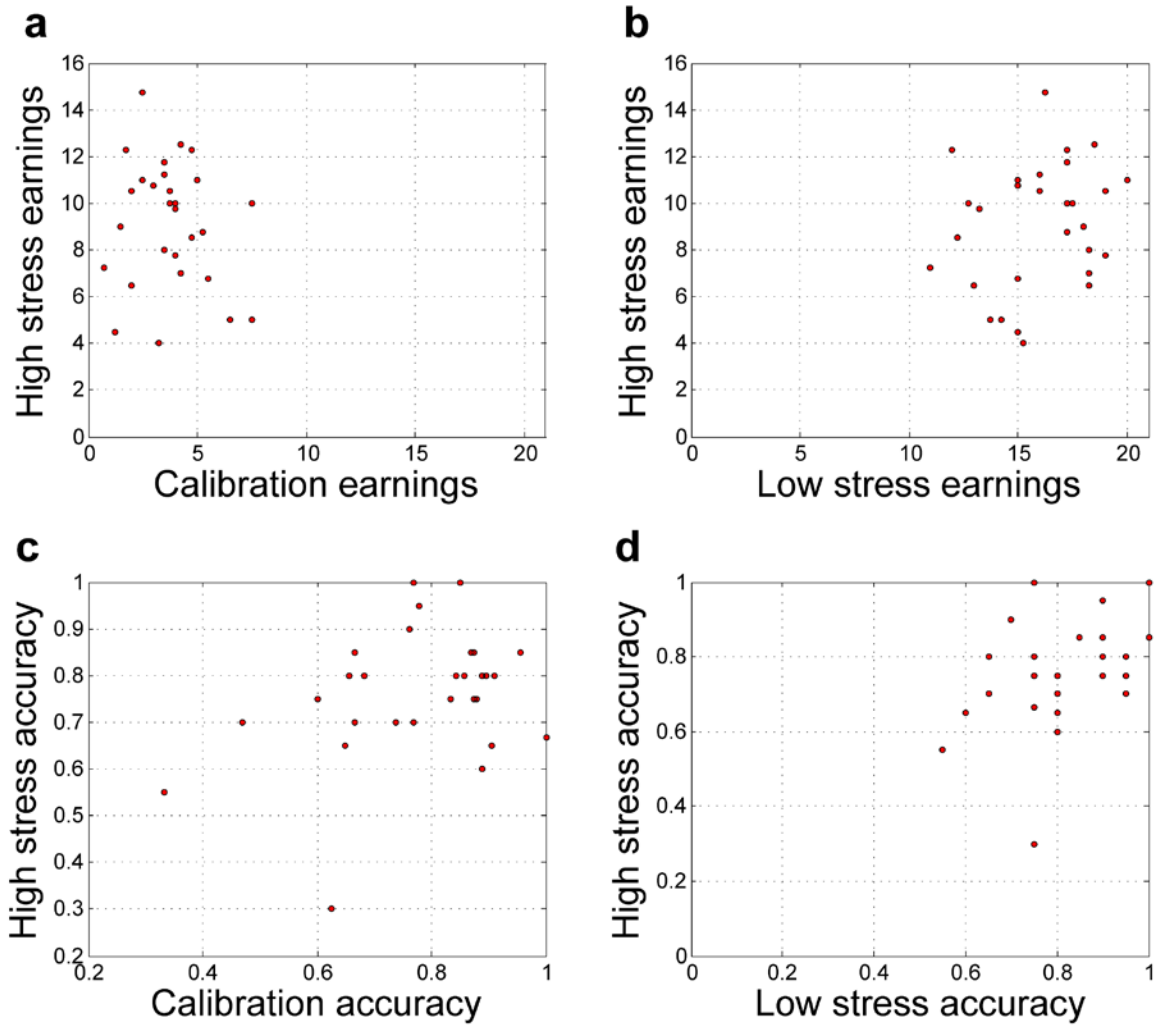 a
16
14
12
10
8
6
4
2
0
High stress earnings
0 5 10 15 20
Calibration earnings
b
16
14
12
10
8
6
4
2
0
High stress earnings
0 5 10 15 20
Low stress earnings
c
1
0.9
0.8
0.7
0.6
0.5
0.4
0.3
0.2
High stress accuracy
0.2 0.4 0.6 0.8 1
Calibration accuracy
d
1
0.8
0.6
0.4
0.2
0
High stress accuracy
0 0.2 0.4 0.6 0.8 1
Low stress accuracy